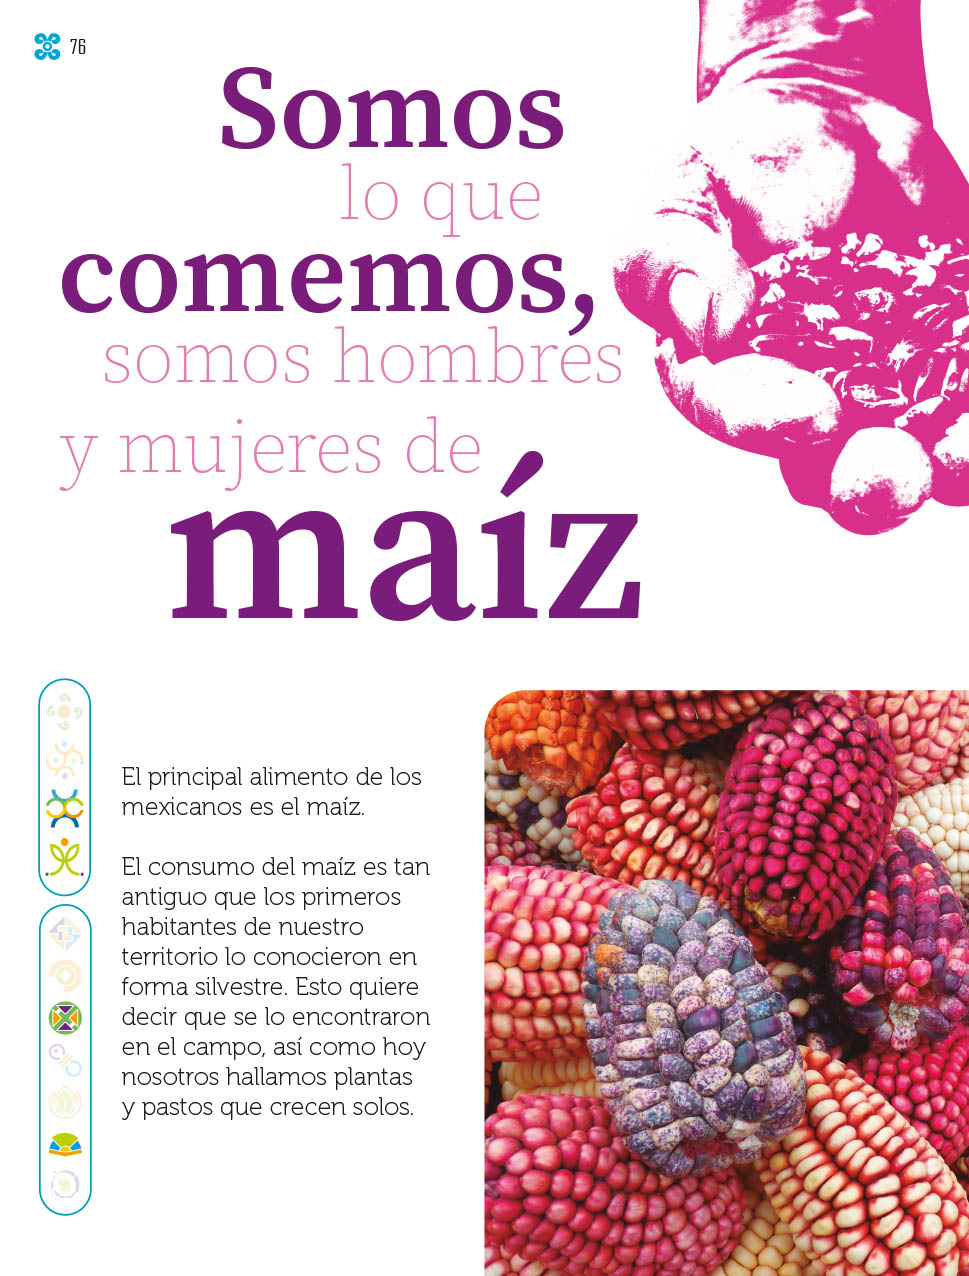 76
Somos
lo que
comemos,
somos hombres
y mujeres de
maíz
El principal alimento de los
mexicanos es el maíz.
El consumo del maíz es tan
antiguo que los primeros
habitantes de nuestro
territorio lo conocieron en
forma silvestre. Esto quiere
decir que se lo encontraron
en el campo, así como hoy
nosotros hallamos plantas
y pastos que crecen solos.